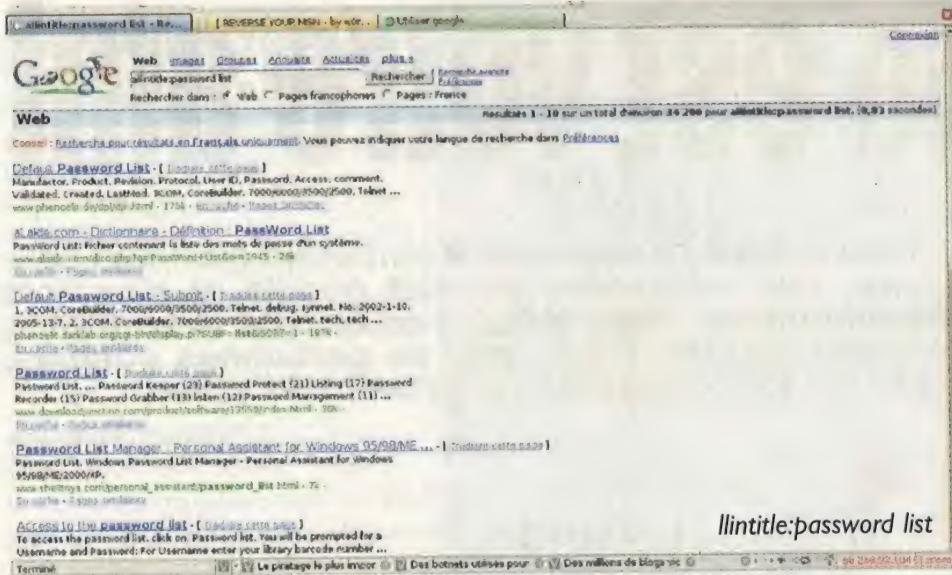 allintitle:password list - Re...
[ REVERSE YOUR MSN - by
Utiliser google
Connexion
Google
Web Images Groupes Annuaire Actualités plus »
allintitle:password list
Rechercher
Recherche avancée
Préférences
Rechercher dans : Web Pages francophones Pages : France
Web
Résultats 1 - 10 sur un total d'environ 34 200 pour allintitle:password list. (0,03 secondes)
Conseil : Recherche pour résultats en Français uniquement. Vous pouvez indiquer votre langue de recherche dans Préférences
Default Password List - [ Traduire cette page ]
Manufactor, Product, Revision, Protocol, User ID, Password, Access, comment.
Validated, Created, LastMod, 3COM, CoreBuilder, 7000/6000/3500/2500, Telnet ...
En cache - Pages similaires
- Dictionnaire - Définition : PassWord List
PassWord List: Fichier contenant la liste des mots de passe d'un système.
En cache - Pages similaires
Default Password List - Submit - [ Traduire cette page ]
1, 3COM, CoreBuilder, 7000/6000/3500/2500, Telnet, debug, synnet, No, 2002-1-10,
2005-13-7, 2, 3COM, CoreBuilder, 7000/6000/3500/2500, Telnet, tech, tech ...
En cache - Pages similaires
Password List - [ Traduire cette page ]
Password List. ... Password Keeper (29) Password Protect (21) Listing (17) Password
Recorder (15) Password Grabber (13) listen (12) Password Management (11) ...
En cache - Pages similaires
Password List Manager - Personal Assistant for Windows 95/98/ME ... - [ Traduire cette page ]
Password List. Windows Password List Manager - Personal Assistant for Windows
95/98/ME/2000/XP.
www.shelltoys.com/personal_assistant/password_list.html - 7k -
En cache - Pages similaires
Access to the password list - [ Traduire cette page ]
To access the password list, click on. Password list. You will be prompted for a
Username and Password: For Username enter your library barcode number ...
llintitle:password list
Terminé
Le piratage le plus impor
Des botnets utilisés pour
Des millions de blogs vic